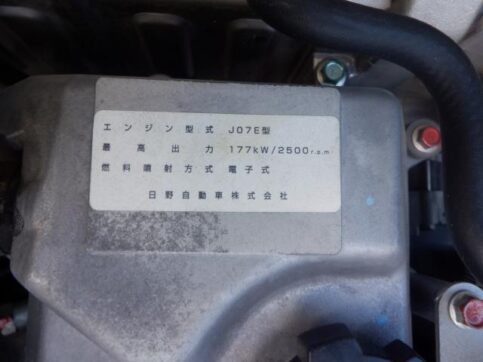 エンジン型式 J07E型
最高出力 177kW/2500r.p.m
燃料噴射方式 電子式
日野自動車株式会社